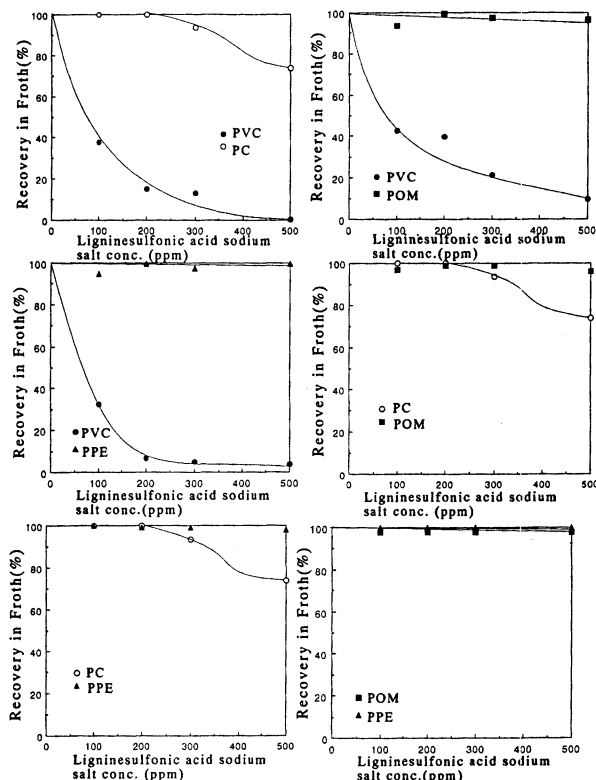 100
80
60
40
20
0
Recovery in Froth(%)
● PVC
○ PC
0 100 200 300 400 500
Ligninesulfonic acid sodium
salt conc. (ppm)
100
80
60
40
20
0
Recovery in Froth(%)
● PVC
■ POM
0 100 200 300 400 500
Ligninesulfonic acid sodium
salt conc.(ppm)
100
80
60
40
20
0
Recovery in Froth(%)
● PVC
▲ PPE
0 100 200 300 400 500
Ligninesulfonic acid sodium
salt conc.(ppm)
100
80
60
40
20
0
Recovery in Froth(%)
○ PC
■ POM
0 100 200 300 400 500
Ligninesulfonic acid sodium
salt conc. (ppm)
100
80
60
40
20
0
Recovery in Froth(%)
○ PC
▲ PPE
0 100 200 300 400 500
Ligninesulfonic acid sodium
salt conc. (ppm)
100
80
60
40
20
0
Recovery in Froth(%)
■ POM
▲ PPE
0 100 200 300 400 500
Ligninesulfonic acid sodium
salt conc. (ppm)